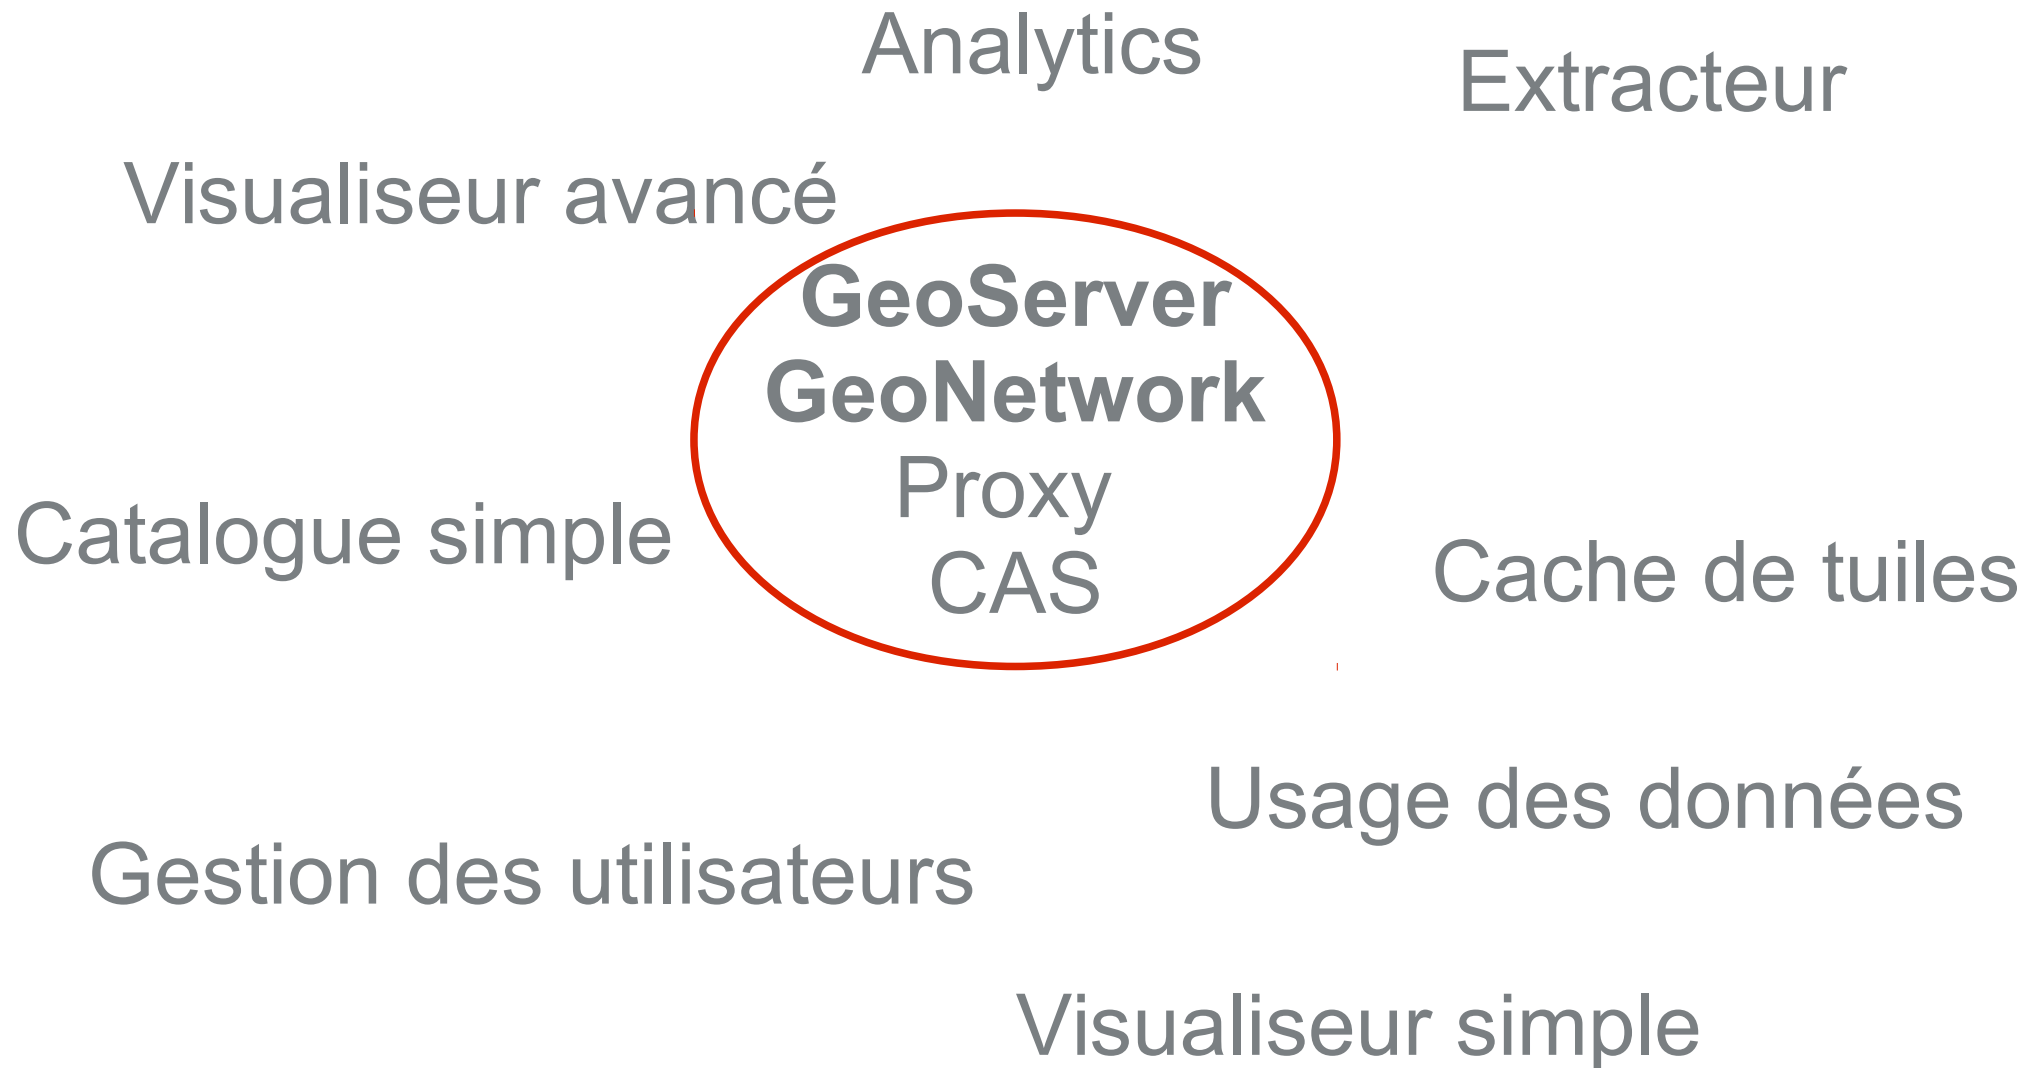 Analytics
Extracteur
Visualiseur avancé
GeoServer
GeoNetwork
Proxy
CAS
Catalogue simple
Cache de tuiles
Usage des données
Gestion des utilisateurs
Visualiseur simple